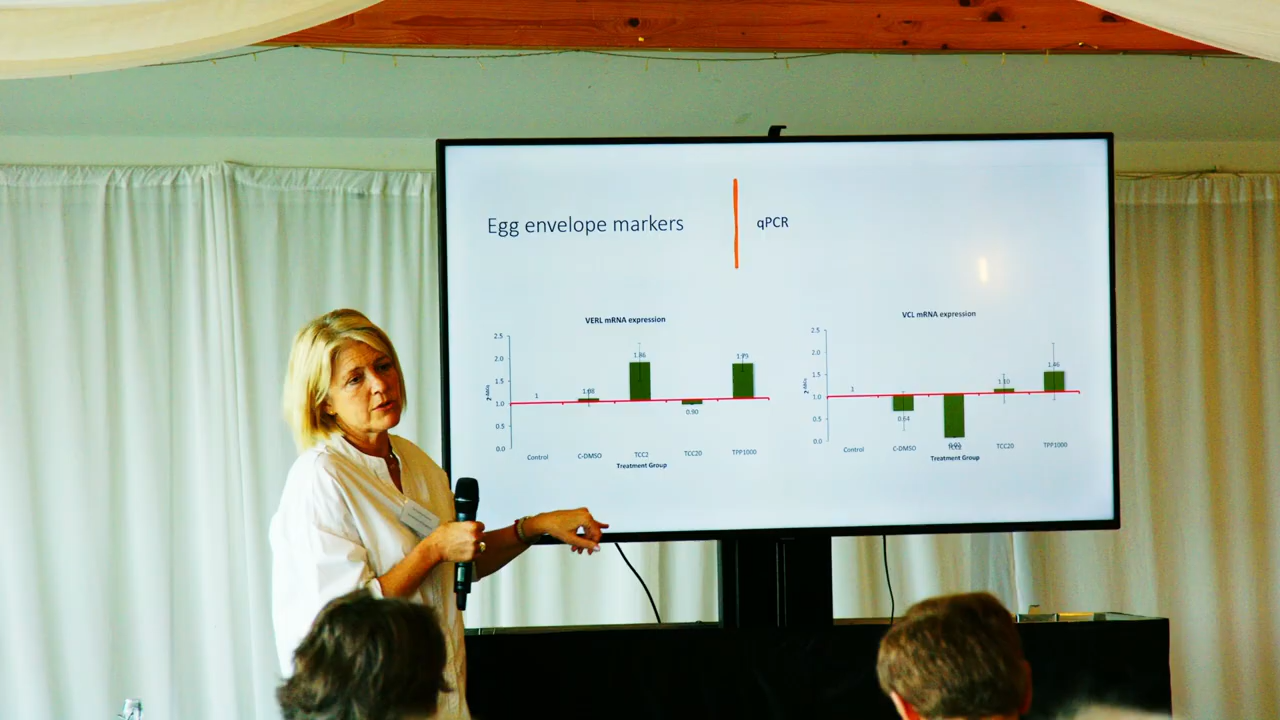 Egg envelope markers
qPCR
VERL mRNA expression
2.5
2.0
1.5
1.0
0.5
0.0
1
1.08
0.90
Control
C-DMSO
TCC2
TCC20
TPP1000
Treatment Group
VCL mRNA expression
2.5
2.0
1.5
1.0
0.5
0.0
1
0.64
1.10
1.46
Control
C-DMSO
TCC20
TPP1000
Treatment Group